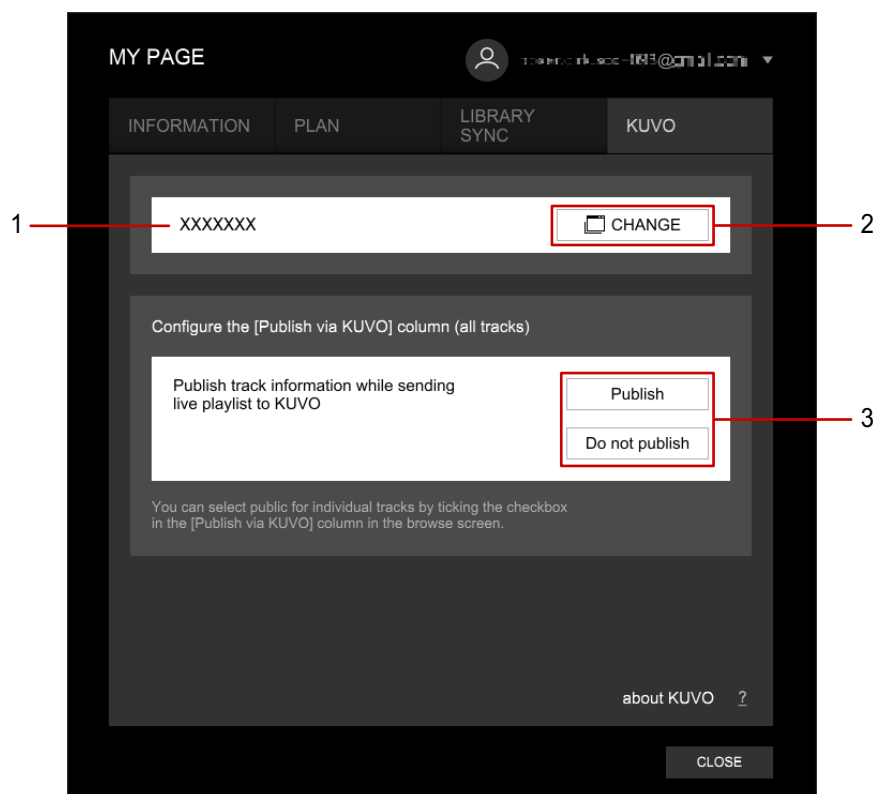 MY PAGE
▼
INFORMATION
PLAN
LIBRARY
SYNC
KUVO
1
XXXXXXX
CHANGE
2
Configure the [Publish via KUVO] column (all tracks)
Publish track information while sending
live playlist to KUVO
Publish
Do not publish
3
You can select public for individual tracks by ticking the checkbox
in the [Publish via KUVO] column in the browse screen.
about KUVO ?
CLOSE